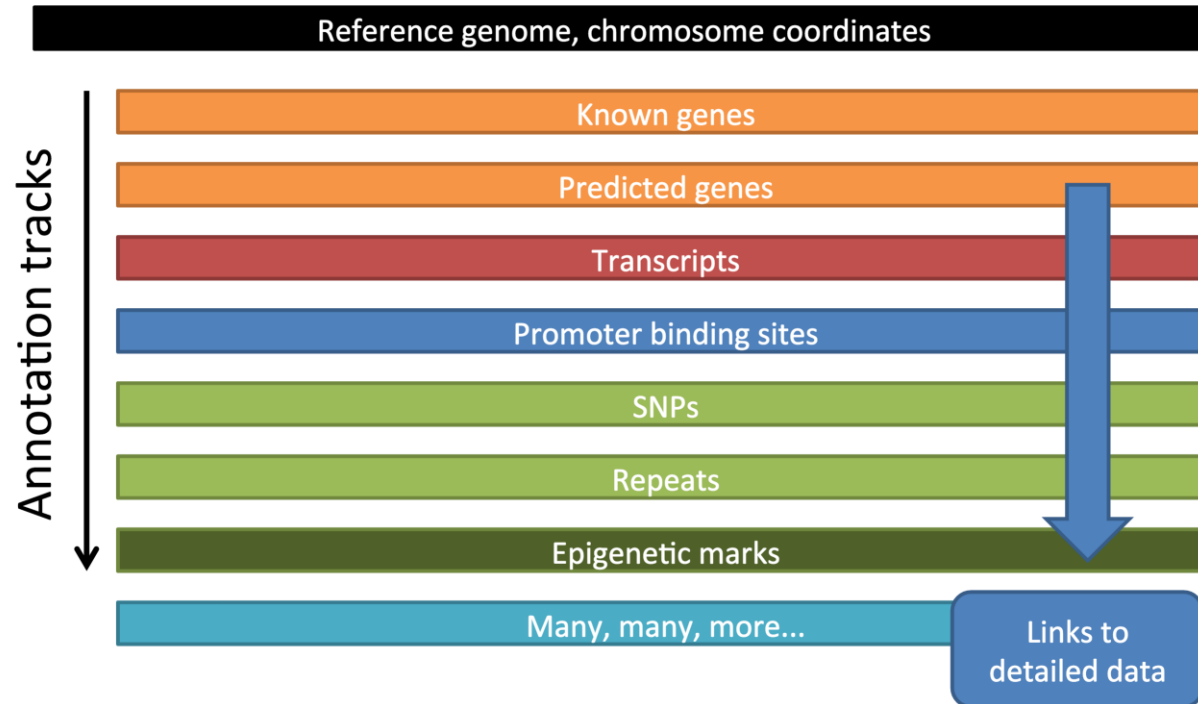 Reference genome, chromosome coordinates
Annotation tracks
Known genes
Predicted genes
Transcripts
Promoter binding sites
SNPs
Repeats
Epigenetic marks
Many, many, more...
Links to
detailed data